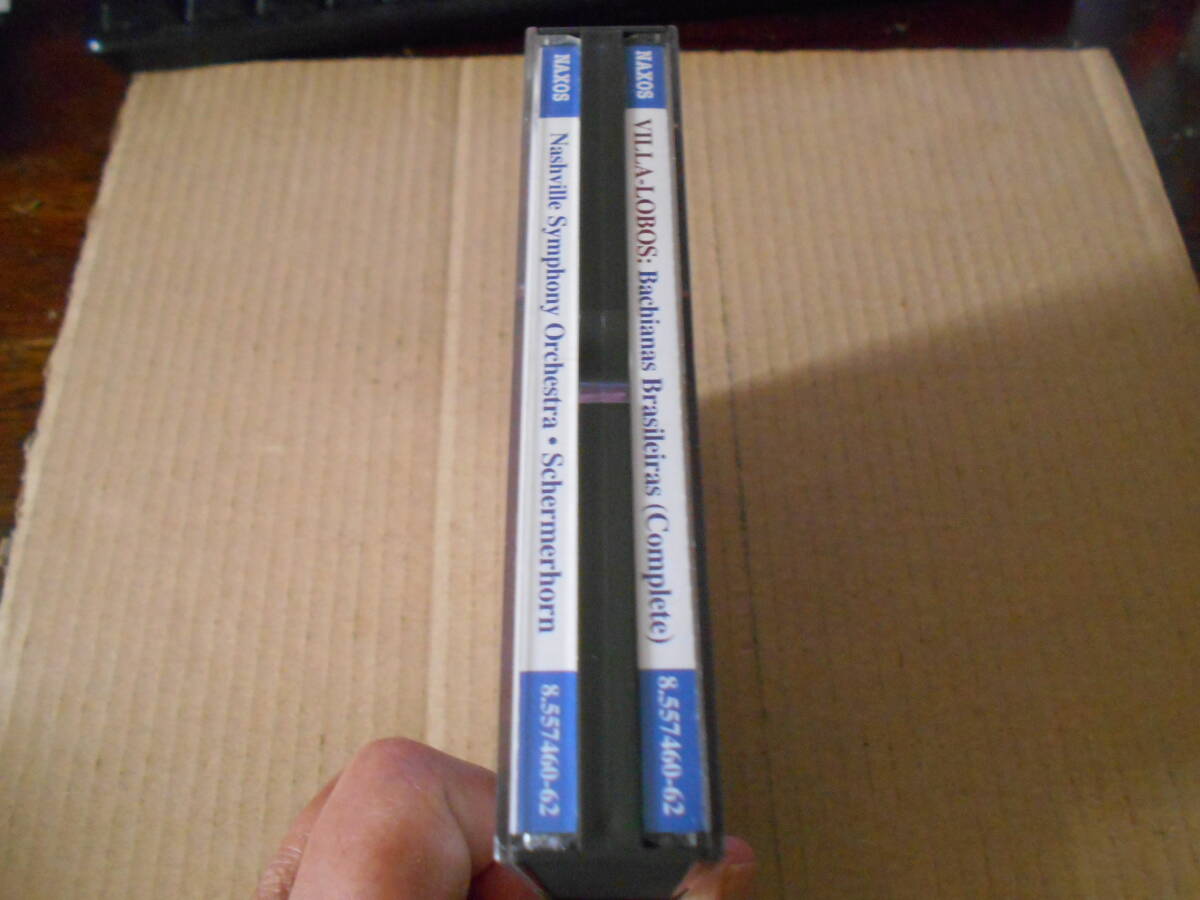 NAXOS
VILLA-LOBOS: Bachianas Brasileiras (Complete)
8.557460-62
NAXOS
Nashville Symphony Orchestra • Schermerhorn
8.557460-62